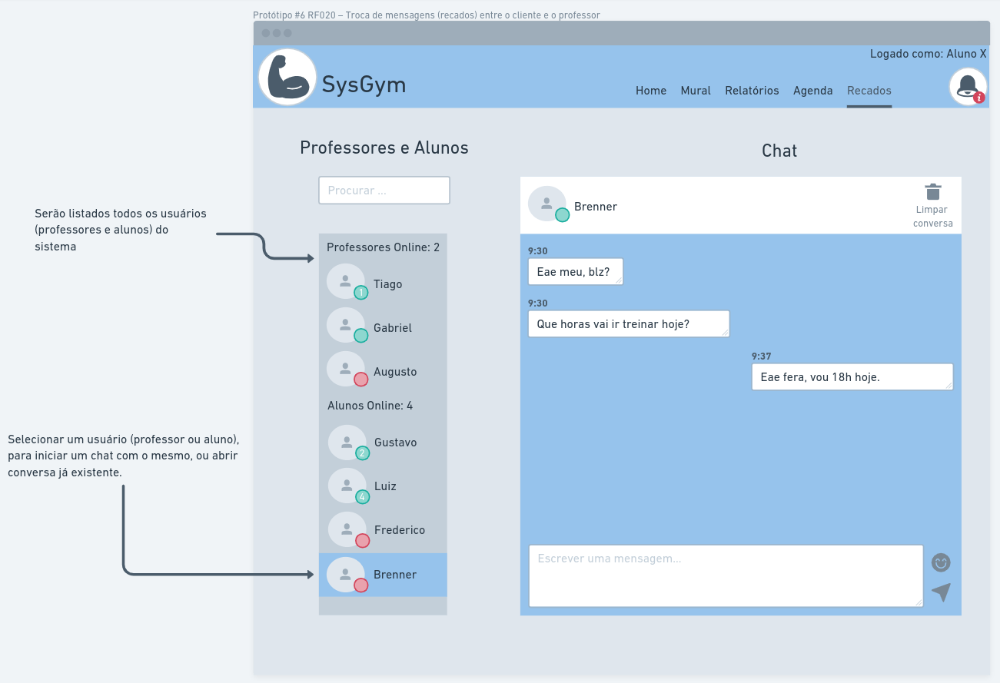 Protótipo #6 RF020 – Troca de mensagens (recados) entre o cliente e o professor
Logado como: Aluno X
SysGym
Home
Mural
Relatórios
Agenda
Recados
i
Professores e Alunos
Procurar ...
Serão listados todos os usuários
(professores e alunos) do
sistema
Professores Online: 2
1
Tiago
Gabriel
Augusto
Alunos Online: 4
2
Gustavo
4
Luiz
Frederico
Brenner
Selecionar um usuário (professor ou aluno),
para iniciar um chat com o mesmo, ou abrir
conversa já existente.
Chat
Brenner
Limpar
conversa
9:30
Eae meu, blz?
9:30
Que horas vai ir treinar hoje?
9:37
Eae fera, vou 18h hoje.
Escrever uma mensagem...